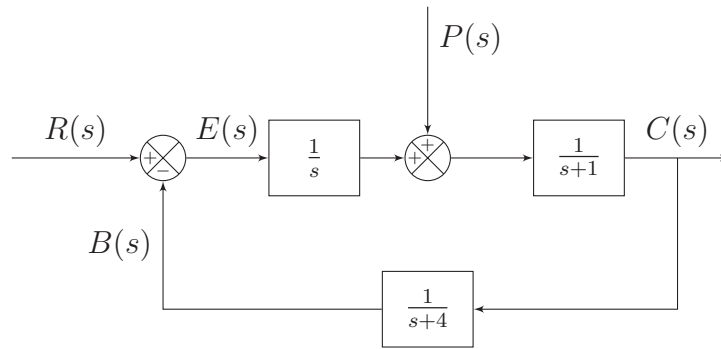 P(s)
R(s)
E(s)
C(s)
1
s
1
s+1
+
−
+
+
B(s)
1
s+4